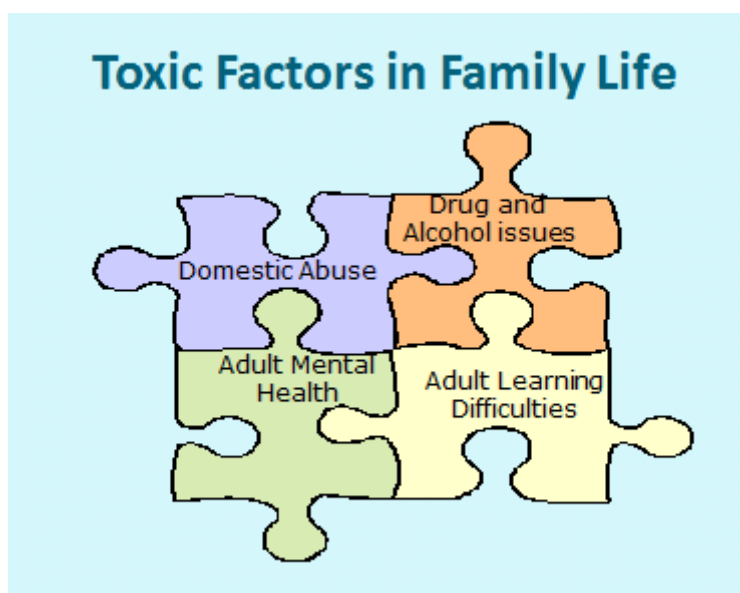 Toxic Factors in Family Life
Drug and
Alcohol issues
Domestic Abuse
Adult Mental
Health
Adult Learning
Difficulties